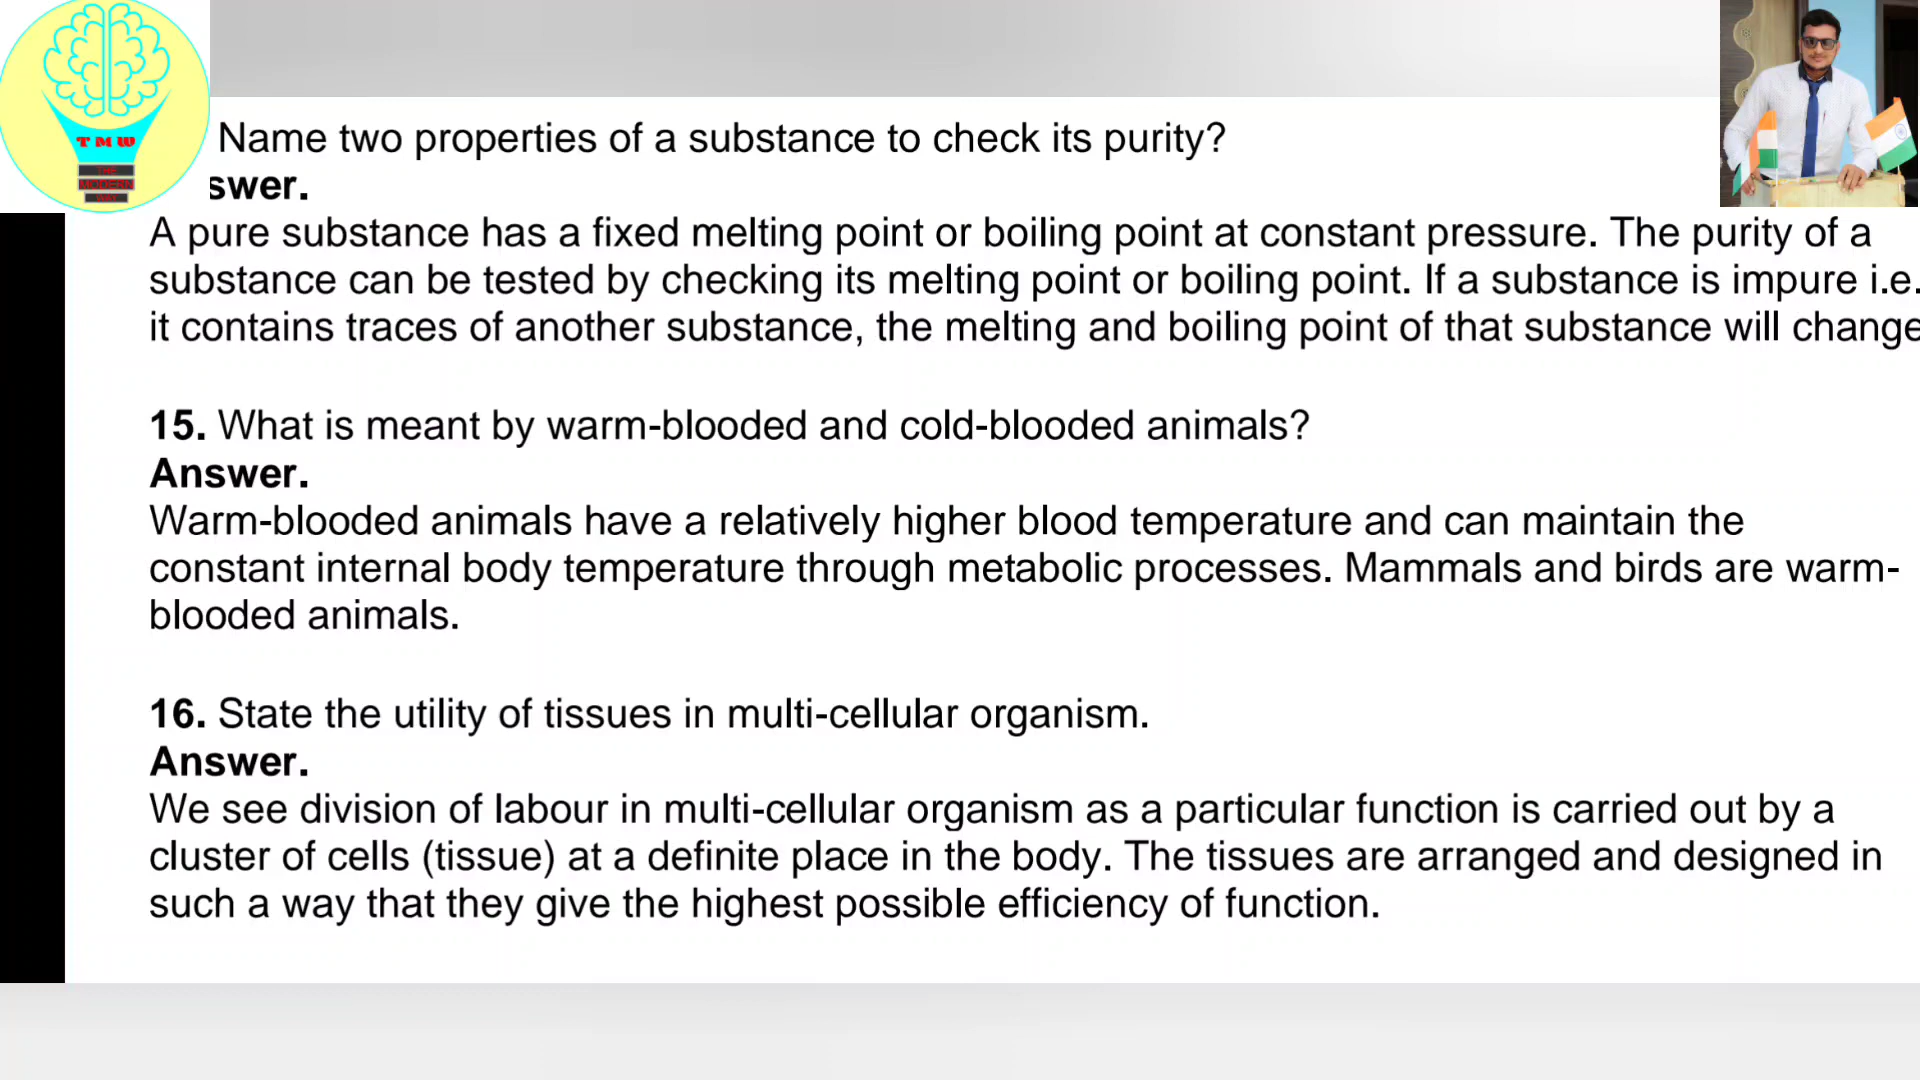 T M W
THE
MODERN
WAY
Name two properties of a substance to check its purity?
swer.
A pure substance has a fixed melting point or boiling point at constant pressure. The purity of a
substance can be tested by checking its melting point or boiling point. If a substance is impure i.e.
it contains traces of another substance, the melting and boiling point of that substance will change
15. What is meant by warm-blooded and cold-blooded animals?
Answer.
Warm-blooded animals have a relatively higher blood temperature and can maintain the
constant internal body temperature through metabolic processes. Mammals and birds are warm-
blooded animals.
16. State the utility of tissues in multi-cellular organism.
Answer.
We see division of labour in multi-cellular organism as a particular function is carried out by a
cluster of cells (tissue) at a definite place in the body. The tissues are arranged and designed in
such a way that they give the highest possible efficiency of function.